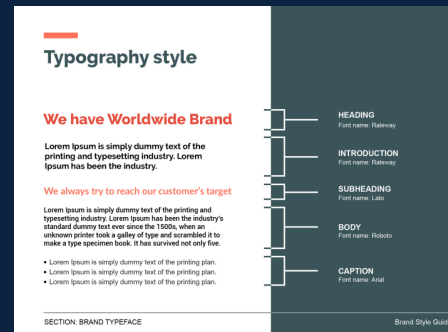 Typography style
We have Worldwide Brand
Lorem Ipsum is simply dummy text of the
printing and typesetting industry. Lorem
Ipsum is simply dummy text of the industry.
We always try to reach our customer's target
Lorem Ipsum is simply dummy text of the printing and
typesetting industry. Lorem Ipsum has been the industry's
standard dummy text ever since the 1500s, when an
unknown printer took a galley of type and scrambled it to
make a type specimen book. It has survived not only five.
• Lorem Ipsum is simply dummy text of the printing plan.
• Lorem Ipsum is simply dummy text of the printing plan.
• Lorem Ipsum is simply dummy text of the printing plan.
HEADING
Font name: Raleway
INTRODUCTION
Font name: Raleway
SUBHEADING
Font name: Lato
BODY
Font name: Roboto
CAPTION
Font name: Arial
SECTION: BRAND TYPEFACE
Brand Style Guid